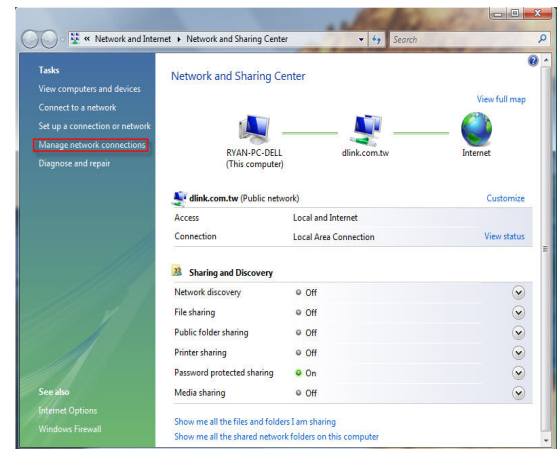 « Network and Internet ▸ Network and Sharing Center
Search
Tasks
View computers and devices
Connect to a network
Set up a connection or network
Manage network connections
Diagnose and repair
See also
Internet Options
Windows Firewall
Network and Sharing Center
View full map
RYAN-PC-DELL
(This computer)
dlink.com.tw
Internet
dlink.com.tw (Public network)
Customize
Access Local and Internet
Connection Local Area Connection View status
Sharing and Discovery
Network discovery Off
File sharing Off
Public folder sharing Off
Printer sharing Off
Password protected sharing On
Media sharing Off
Show me all the files and folders I am sharing
Show me all the shared network folders on this computer